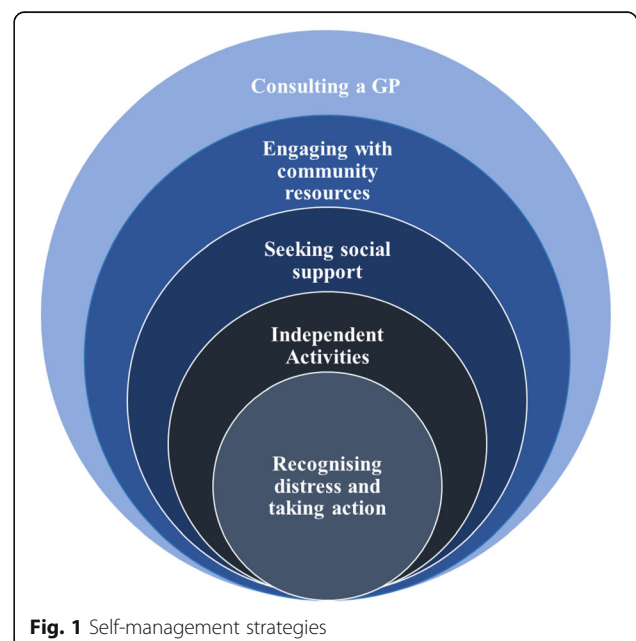 Consulting a GP
Engaging with
community
resources
Seeking social
support
Independent
Activities
Recognising
distress and
taking action
Fig. 1 Self-management strategies